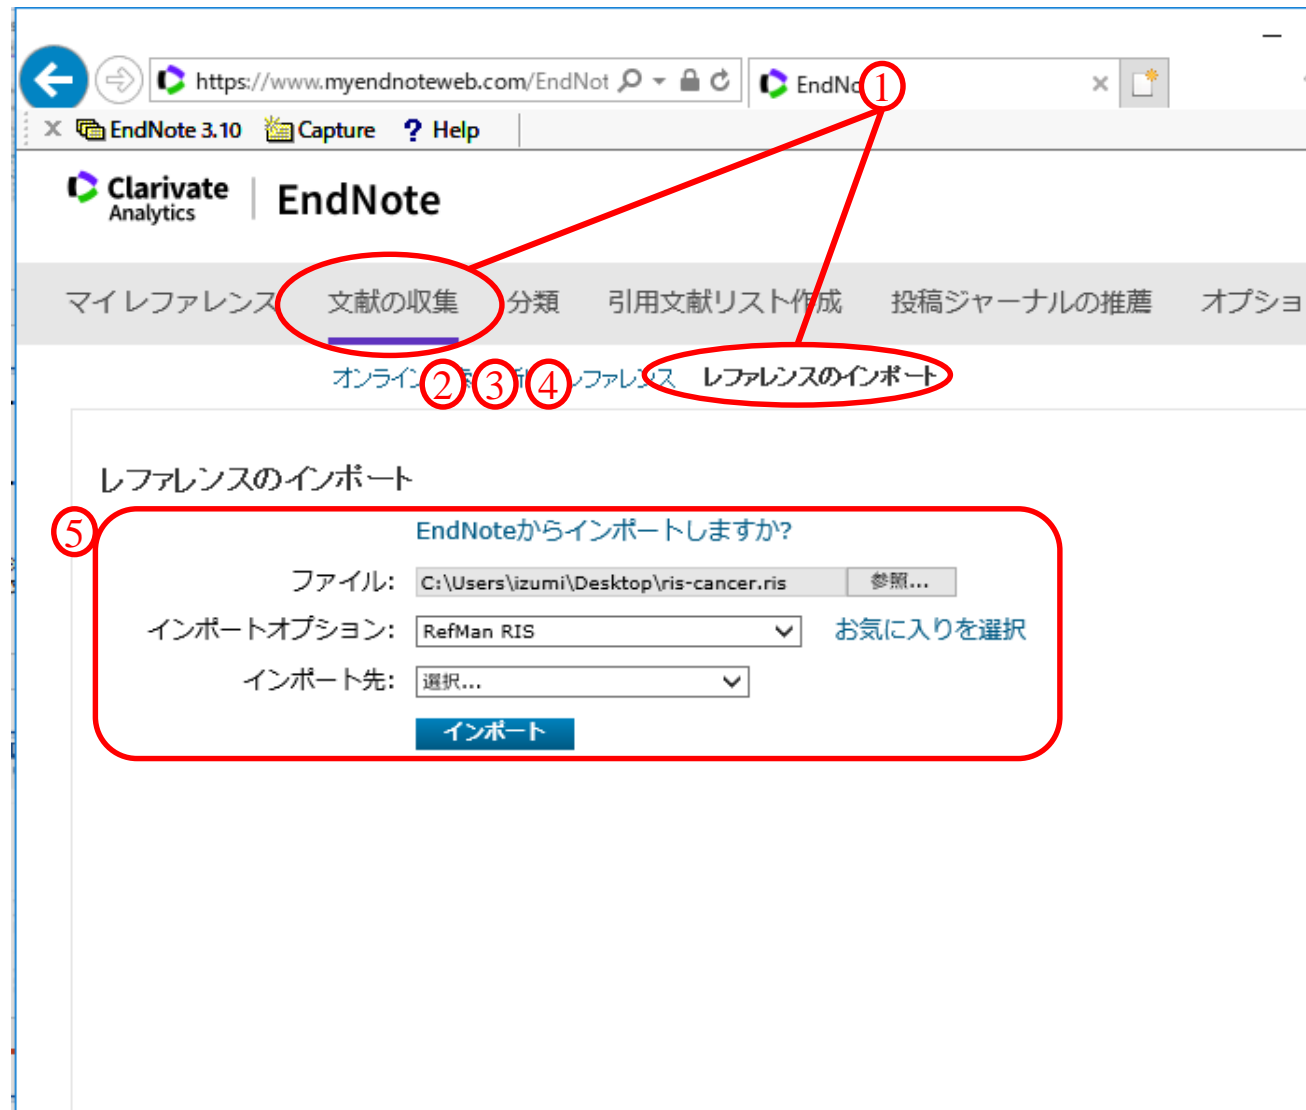 https://www.myendnoteweb.com/EndNot
EndNo
①
EndNote 3.10 Capture ? Help
Clarivate Analytics | EndNote
マイ レファレンス 文献の収集 分類 引用文献リスト作成 投稿ジャーナルの推薦 オプショ
オンライン ② ③ ④ レファレンス レファレンスのインポート
レファレンスのインポート
⑤
EndNoteからインポートしますか?
ファイル: C:\Users\izumi\Desktop\ris-cancer.ris 参照...
インポートオプション: RefMan RIS お気に入りを選択
インポート先: 選択...
インポート